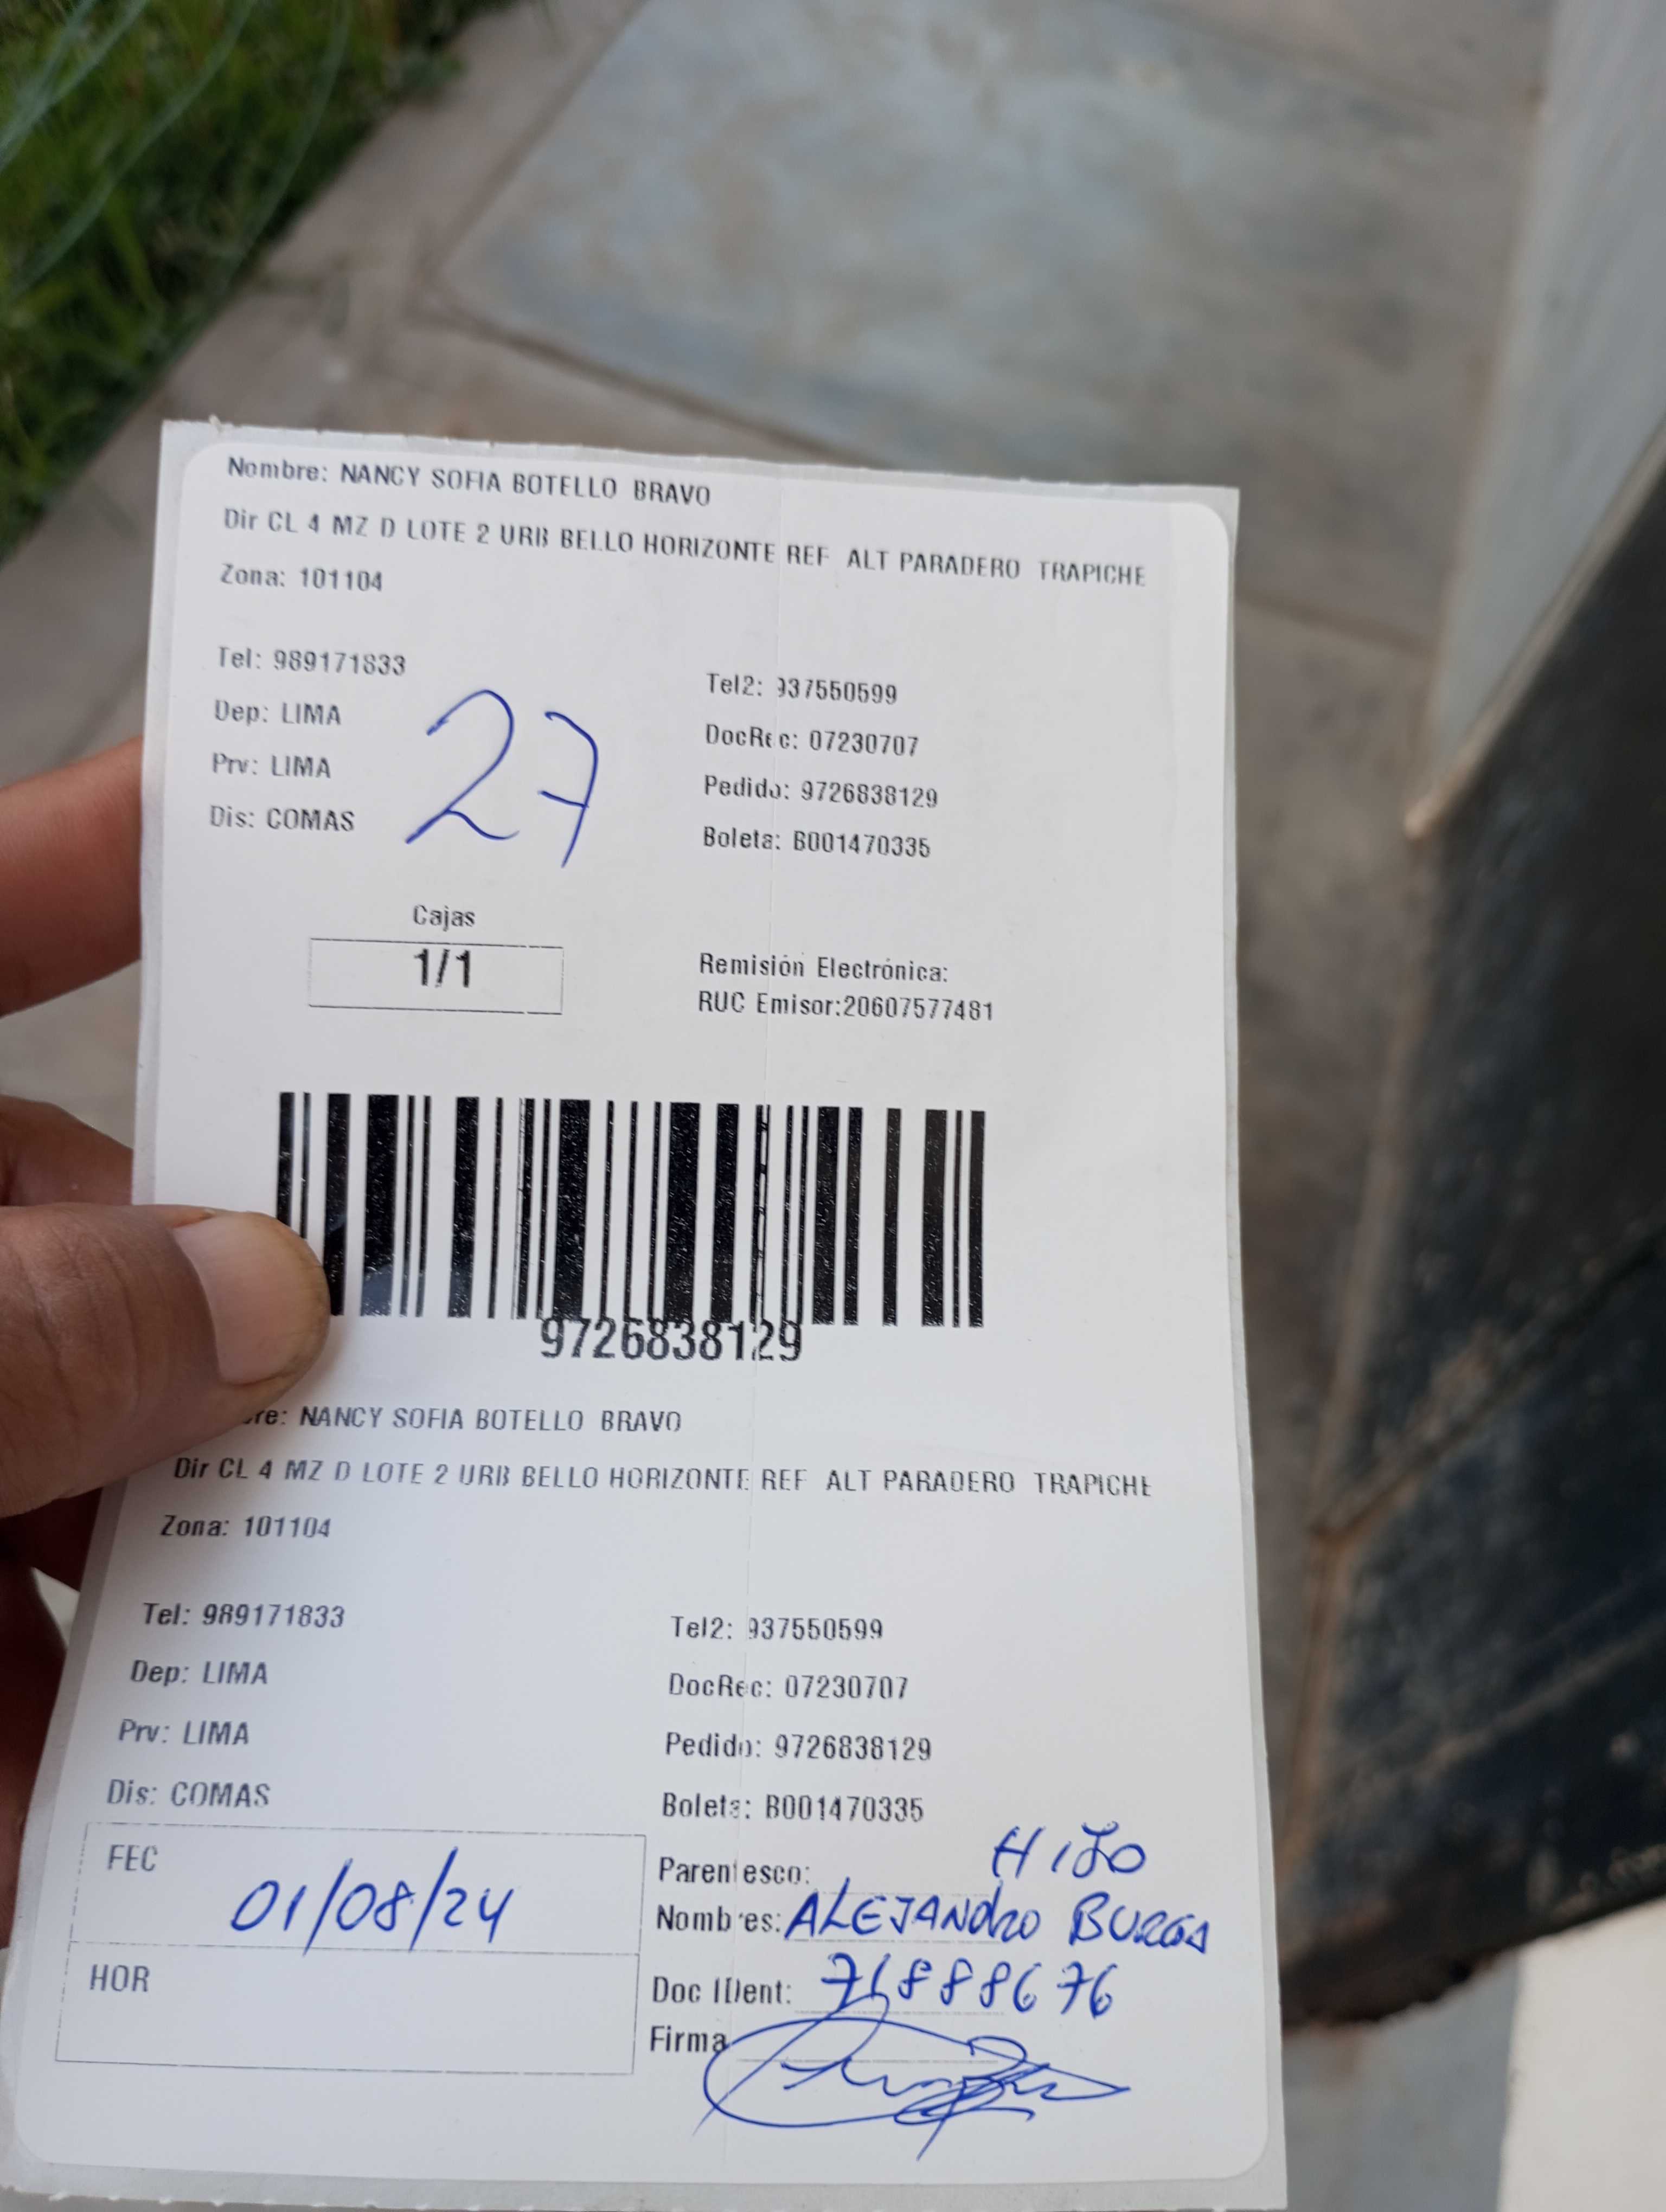 Nombre: NANCY SOFIA BOTELLO BRAVO
Dir CL 4 MZ D LOTE 2 URB BELLO HORIZONTE REF ALT PARADERO TRAPICHE
Zona: 101104
Tel: 989171833
Tel2: 937550599
Dep: LIMA
DocRec: 07230707
Prv: LIMA
Pedido: 9726838129
Dis: COMAS
Boleta: B001470335
27
Cajas
1/1
Remisión Electrónica:
RUC Emisor:20607577481
9726838129
re: NANCY SOFIA BOTELLO BRAVO
Dir CL 4 MZ D LOTE 2 URB BELLO HORIZONTE REF ALT PARADERO TRAPICHE
Zona: 101104
Tel: 989171833
Tel2: 937550599
Dep: LIMA
DocRec: 07230707
Prv: LIMA
Pedido: 9726838129
Dis: COMAS
Boleta: B001470335
FEC 01/08/24
HOR
Parentesco: HIJO
Nombres: ALEJANDRO BURGA
Doc IDent: 76888676
Firma